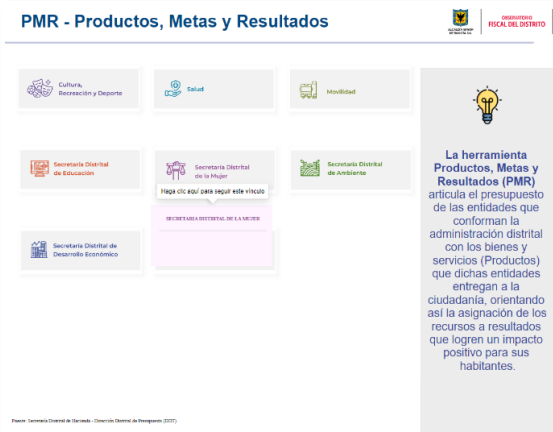 PMR - Productos, Metas y Resultados
OBSERVATORIO
FISCAL DEL DISTRITO
Cultura,
Recreación y Deporte
Salud
Movilidad
Secretaría Distrital
de Educación
Secretaría Distrital
de la Mujer
Secretaría Distrital
de Ambiente
Haga clic aquí para seguir este vínculo
SECRETARIA DISTRITAL DE LA MUJER
Secretaría Distrital de
Desarrollo Económico
La herramienta
Productos, Metas y
Resultados (PMR)
articula el presupuesto
de las entidades que
conforman la
administración distrital
con los bienes y
servicios (Productos)
que dichas entidades
entregan a la
ciudadanía, orientando
así la asignación de los
recursos a resultados
que logren un impacto
positivo para sus
habitantes.
Fuente: Secretaría Distrital de Hacienda - Dirección Distrital de Presupuesto (DDT)